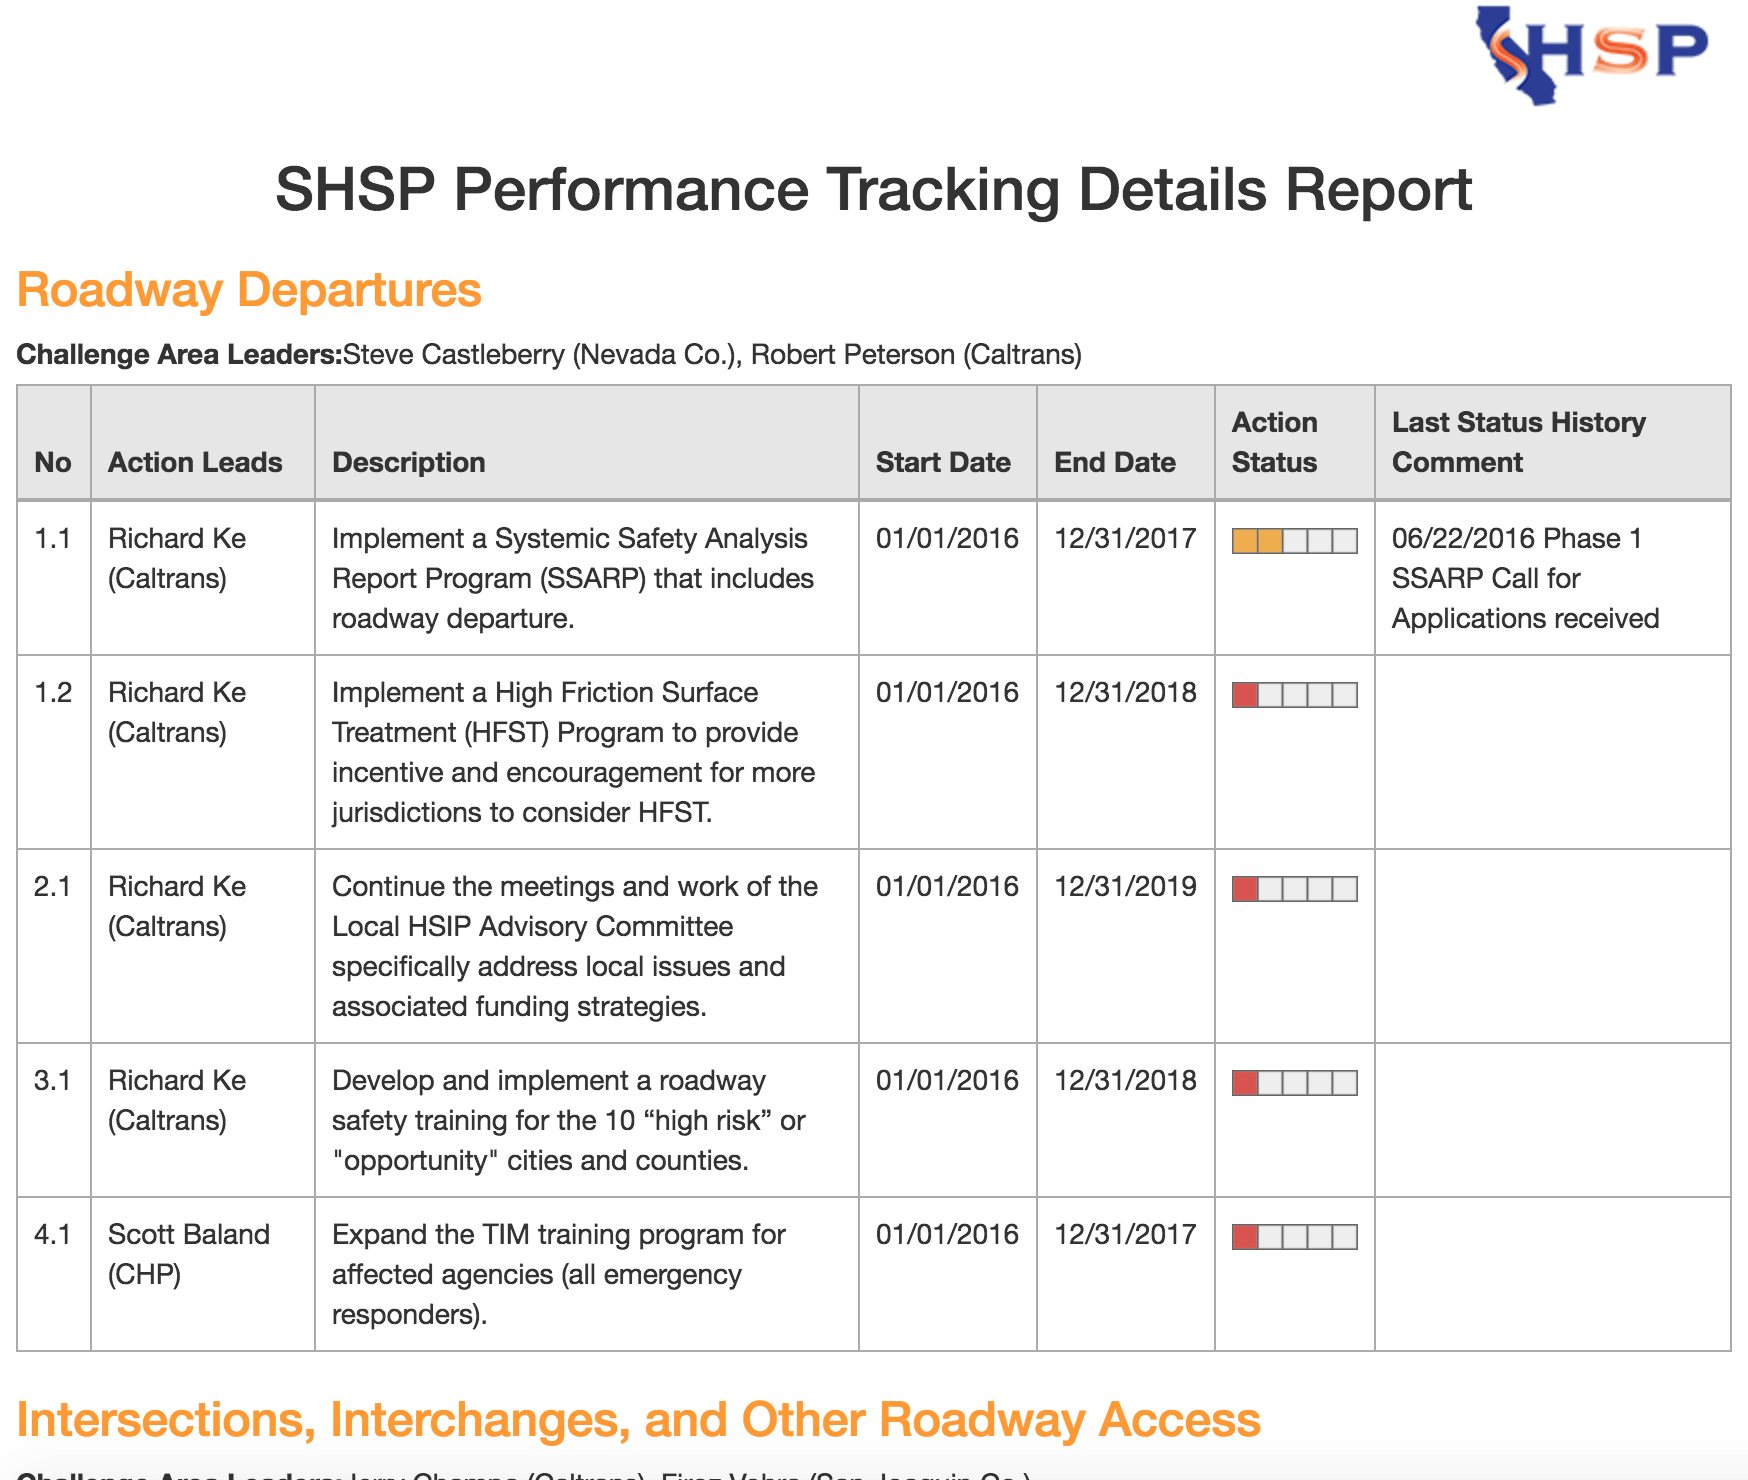 SHSP
SHSP Performance Tracking Details Report
Roadway Departures
Challenge Area Leaders:Steve Castleberry (Nevada Co.), Robert Peterson (Caltrans)
No
Action Leads
Description
Start Date
End Date
Action
Status
Last Status History
Comment
1.1
Richard Ke
(Caltrans)
Implement a Systemic Safety Analysis
Report Program (SSARP) that includes
roadway departure.
01/01/2016
12/31/2017
06/22/2016 Phase 1
SSARP Call for
Applications received
1.2
Richard Ke
(Caltrans)
Implement a High Friction Surface
Treatment (HFST) Program to provide
incentive and encouragement for more
jurisdictions to consider HFST.
01/01/2016
12/31/2018
2.1
Richard Ke
(Caltrans)
Continue the meetings and work of the
Local HSIP Advisory Committee
specifically address local issues and
associated funding strategies.
01/01/2016
12/31/2019
3.1
Richard Ke
(Caltrans)
Develop and implement a roadway
safety training for the 10 “high risk” or
"opportunity" cities and counties.
01/01/2016
12/31/2018
4.1
Scott Baland
(CHP)
Expand the TIM training program for
affected agencies (all emergency
responders).
01/01/2016
12/31/2017
Intersections, Interchanges, and Other Roadway Access
Challenge Area Leaders: (Caltrans), (San Joaquin Co.)